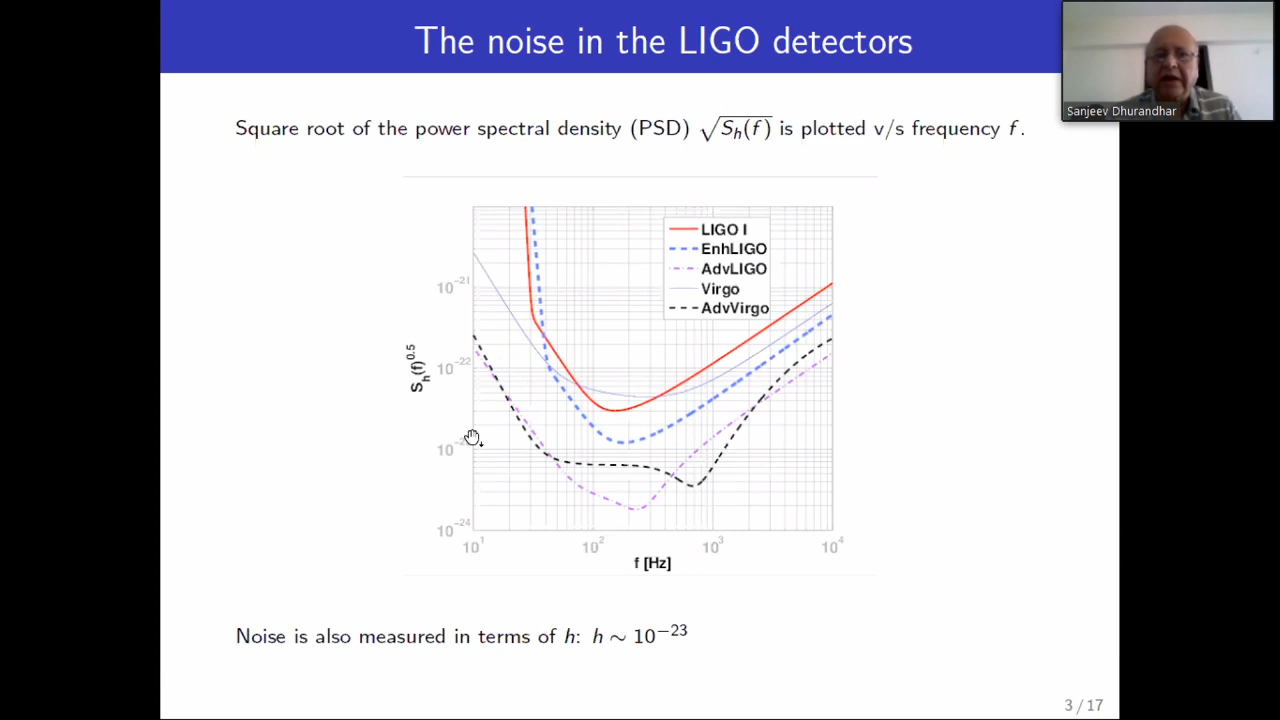 The noise in the LIGO detectors
Sanjeev Dhurandhar
Square root of the power spectral density (PSD) √S_h(f) is plotted v/s frequency f.
LIGO I
EnhLIGO
AdvLIGO
Virgo
AdvVirgo
S_h(f)^0.5
10^-21
10^-22
10^-24
10^1 10^2 10^3 10^4
f [Hz]
Noise is also measured in terms of h: h ∼ 10^−23
3 / 17